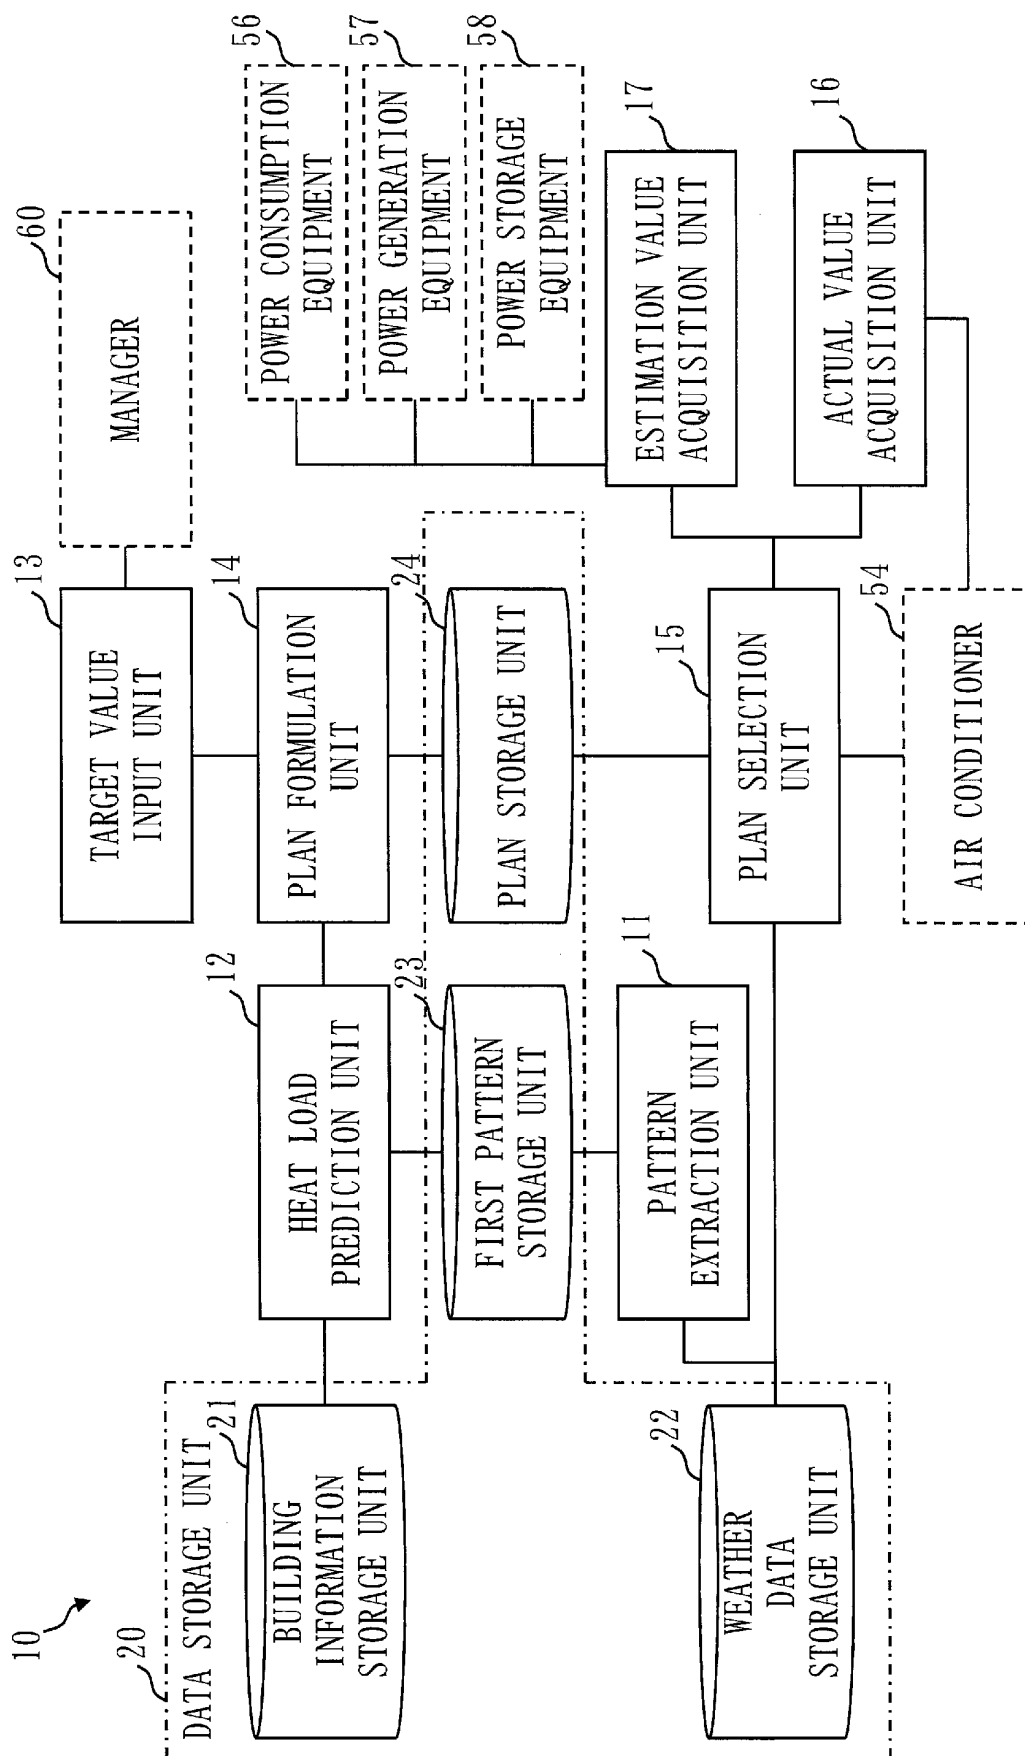 10
20
DATA STORAGE UNIT
21
BUILDING
INFORMATION
STORAGE UNIT
22
WEATHER
DATA
STORAGE UNIT
12
HEAT LOAD
PREDICTION UNIT
23
FIRST PATTERN
STORAGE UNIT
11
PATTERN
EXTRACTION UNIT
13
TARGET VALUE
INPUT UNIT
14
PLAN FORMULATION
UNIT
24
PLAN STORAGE UNIT
15
PLAN SELECTION
UNIT
54
AIR CONDITIONER
60
MANAGER
56
POWER CONSUMPTION
EQUIPMENT
57
POWER GENERATION
EQUIPMENT
58
POWER STORAGE
EQUIPMENT
17
ESTIMATION VALUE
ACQUISITION UNIT
16
ACTUAL VALUE
ACQUISITION UNIT